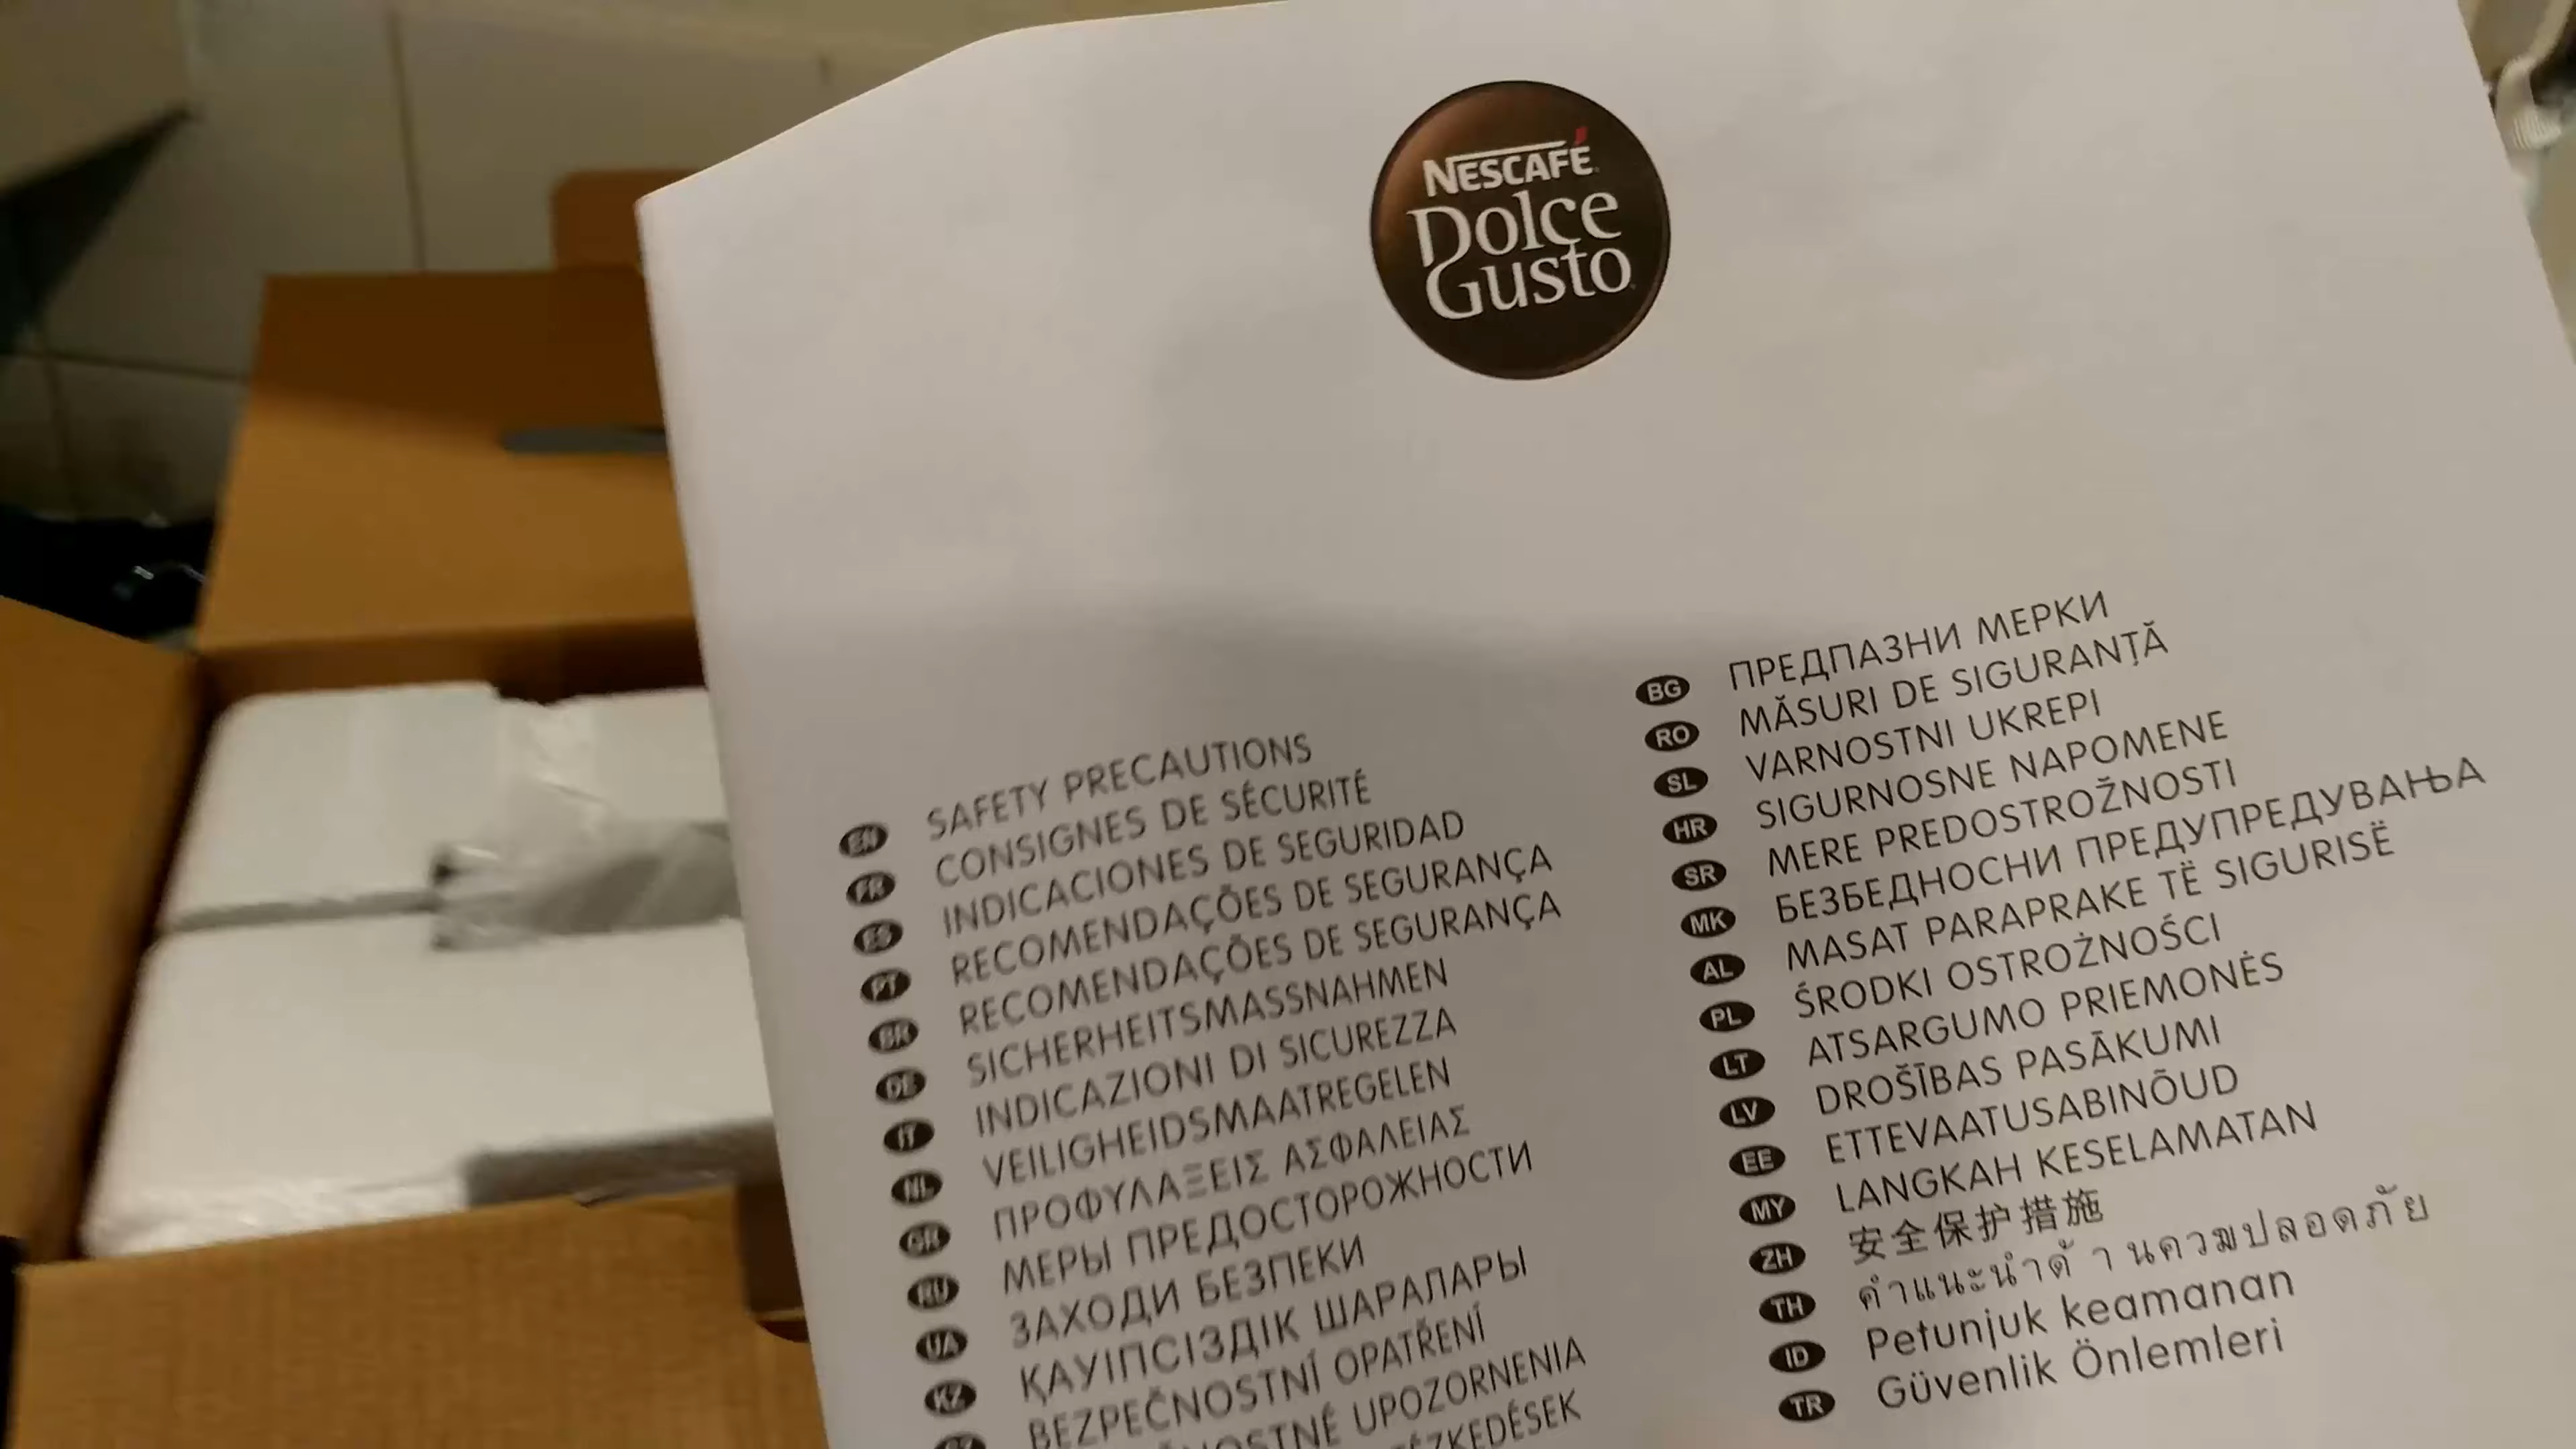 NESCAFÉ
Dolce
Gusto
EN SAFETY PRECAUTIONS
FR CONSIGNES DE SÉCURITÉ
ES INDICACIONES DE SEGURIDAD
PT RECOMENDAÇÕES DE SEGURANÇA
BR RECOMENDAÇÕES DE SEGURANÇA
DE SICHERHEITSMASSNAHMEN
IT INDICAZIONI DI SICUREZZA
NL VEILIGHEIDSMAATREGELEN
GR ΠΡΟΦΥΛΑΞΕΙΣ ΑΣΦΑΛΕΙΑΣ
RU МЕРЫ ПРЕДОСТОРОЖНОСТИ
UA ЗАХОДИ БЕЗПЕКИ
KZ ҚАУІПСІЗДІК ШАРАЛАРЫ
BEZPEČNOSTNÍ OPATŘENÍ
UPOZORNENIA
BG ПРЕДПАЗНИ МЕРКИ
RO MĂSURI DE SIGURANȚĂ
SL VARNOSTNI UKREPI
HR SIGURNOSNE NAPOMENE
SR MERE PREDOSTROŽNOSTI
MK БЕЗБЕДНОСНИ ПРЕДУПРЕДУВАЊА
AL MASAT PARAPRAKE TË SIGURISË
PL ŚRODKI OSTROŻNOŚCI
LT ATSARGUMO PRIEMONĖS
LV DROŠĪBAS PASĀKUMI
EE ETTEVAATUSABINÕUD
MY LANGKAH KESELAMATAN
ZH 安全保护措施
TH คำแนะนำด้านความปลอดภัย
ID Petunjuk keamanan
TR Güvenlik Önlemleri